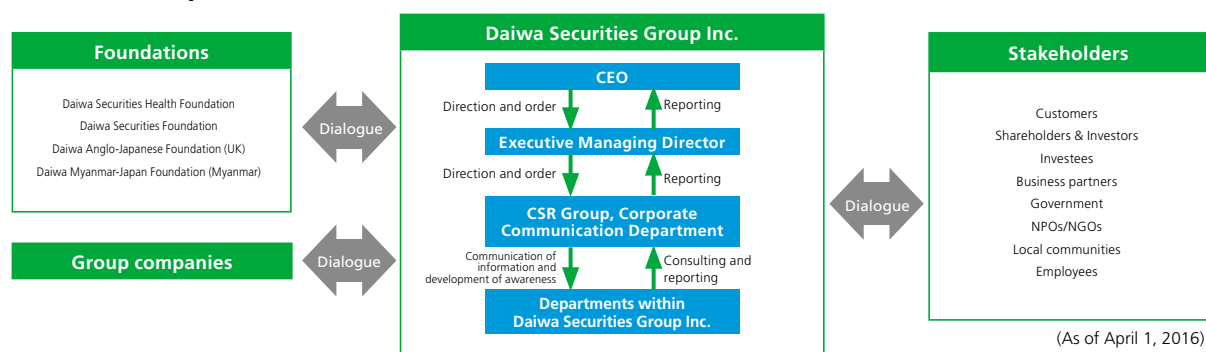 Foundations
Daiwa Securities Health Foundation
Daiwa Securities Foundation
Daiwa Anglo-Japanese Foundation (UK)
Daiwa Myanmar-Japan Foundation (Myanmar)
Group companies
Dialogue
Dialogue
Daiwa Securities Group Inc.
CEO
Direction and order
Reporting
Executive Managing Director
Direction and order
Reporting
CSR Group, Corporate
Communication Department
Communication of
information and
development of awareness
Consulting and
reporting
Departments within
Daiwa Securities Group Inc.
Dialogue
Stakeholders
Customers
Shareholders & Investors
Investees
Business partners
Government
NPOs/NGOs
Local communities
Employees
(As of April 1, 2016)